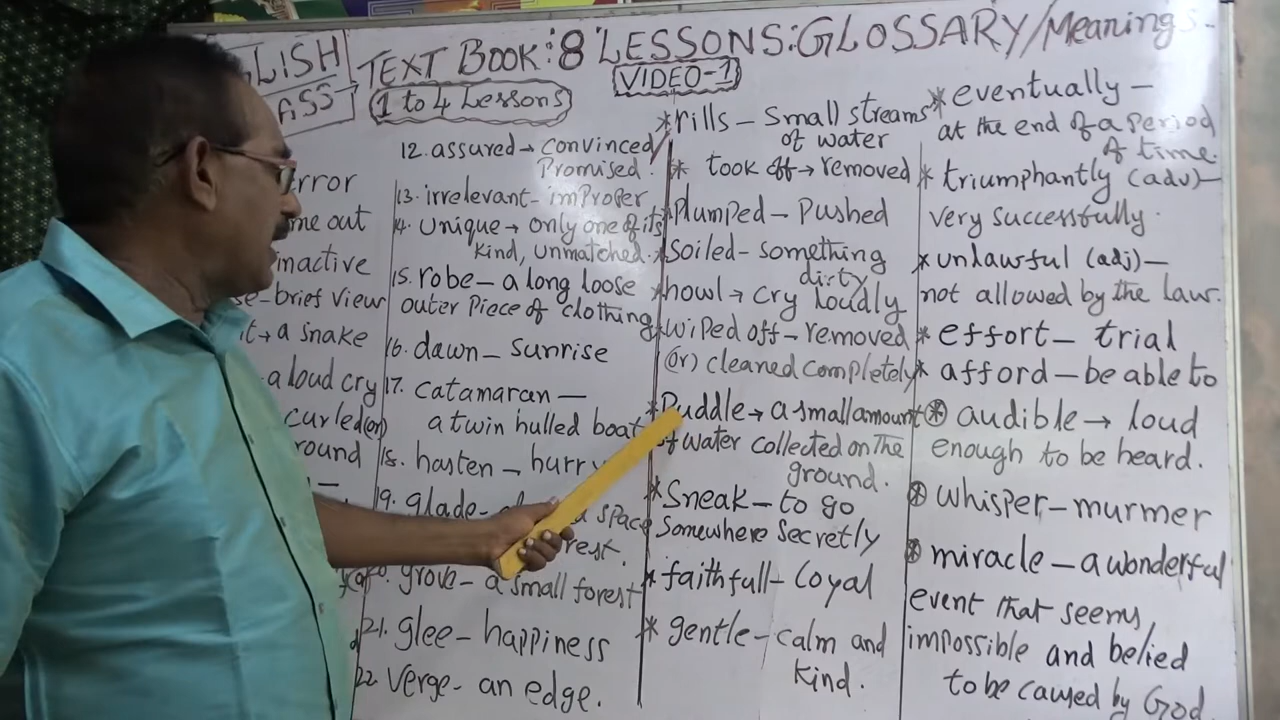 LISH TEXT BOOK: 8 LESSONS: GLOSSARY/Meanings
ASS 1 to 4 Lessons VIDEO-1
error
me out
inactive
se-brief view
it→ a snake
a loud cry
curled (or)
round
12. assured → convinced/
Promised.
13. irrelevant- improper
14. Unique → only one of its
kind, unmatched.
15. robe - a long loose
outer piece of clothing
16. dawn - sunrise
17. catamaran -
a twin hulled boat
18. hasten - hurry
19. glade- space
rest.
grove - a small forest
21. glee - happiness
22 verge - an edge.
*rills - small streams
of water
* took off → removed
Plumped - Pushed
*Soiled - something
dirty
*howl → cry loudly
*wiped off - removed
(or) cleaned completely
*Puddle → a small amount
of water collected on the
ground.
*Sneak - to go
Somewhere Secretly
*faithfull - loyal
* gentle - calm and
kind.
*eventually -
at the end of a period
of time.
* triumphantly (adv)-
very successfully.
*unlawful (adj)-
not allowed by the law.
* effort - trial
* afford - be able to
* audible → loud
enough to be heard.
* whisper - murmer
* miracle - a wonderful
event that seems
impossible and belied
to be caused by God.